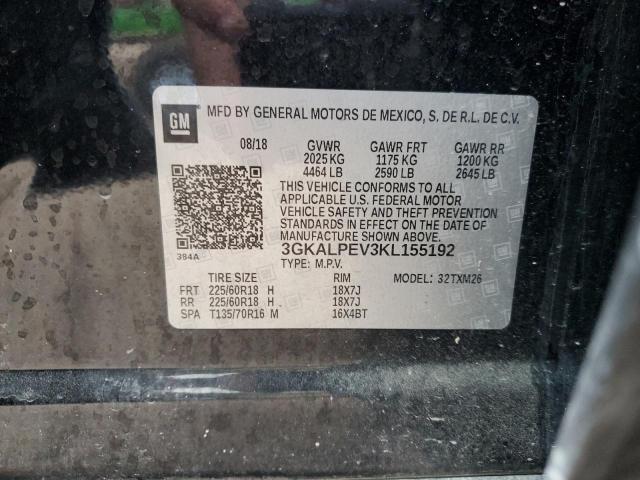 GM
MFD BY GENERAL MOTORS DE MEXICO, S. DE R.L. DE C.V.
08/18 GVWR GAWR FRT GAWR RR
2025 KG 1175 KG 1200 KG
4464 LB 2590 LB 2645 LB
THIS VEHICLE CONFORMS TO ALL
APPLICABLE U.S. FEDERAL MOTOR
VEHICLE SAFETY AND THEFT PREVENTION
STANDARDS IN EFFECT ON THE DATE OF
MANUFACTURE SHOWN ABOVE.
384A
3GKALPEV3KL155192
TYPE: M.P.V. MODEL: 32TXM26
TIRE SIZE RIM
FRT 225/60R18 H 18X7J
RR 225/60R18 H 18X7J
SPA T135/70R16 M 16X4BT